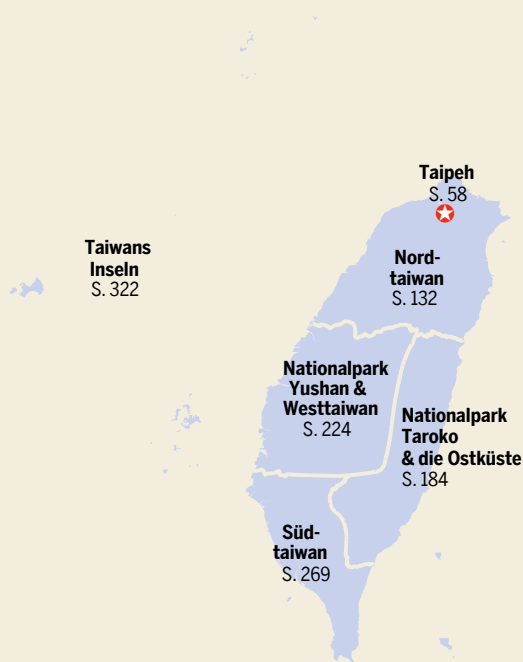 Taipeh
S. 58
Taiwans
Inseln
S. 322
Nord-
taiwan
S. 132
Nationalpark
Yushan &
Westtaiwan
S. 224
Nationalpark
Taroko
& die Ostküste
S. 184
Süd-
taiwan
S. 269